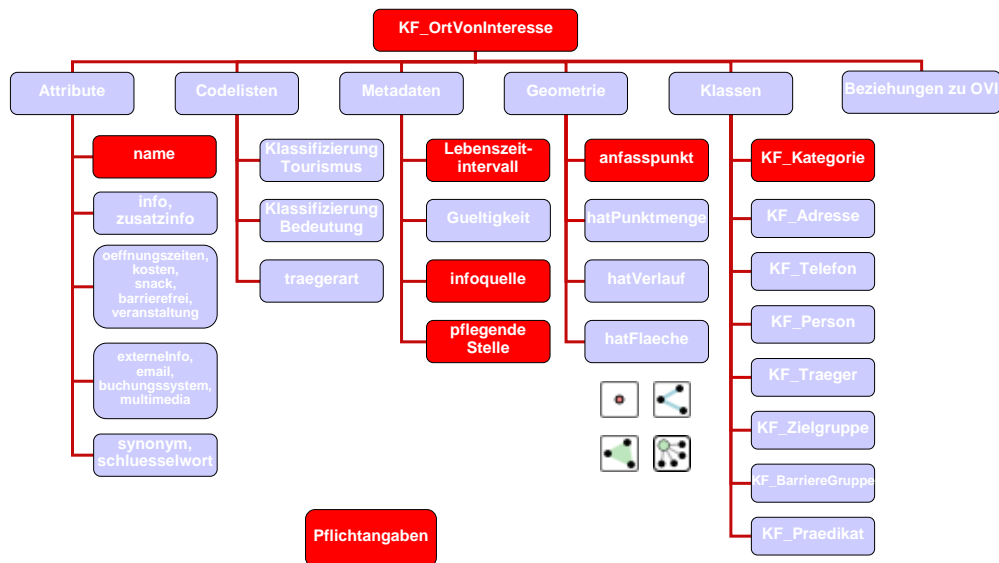 KF_OrtVonInteresse
Attribute
Codelisten
Metadaten
Geometrie
Klassen
Beziehungen zu OVI
name
info,
zusatzinfo
oeffnungszeiten,
kosten,
snack,
barrierefrei,
veranstaltung
externeInfo,
email,
buchungssystem,
multimedia
synonym,
schluesselwort
Klassifizierung
Tourismus
Klassifizierung
Bedeutung
traegerart
Lebenszeit-
intervall
Gueltigkeit
infoquelle
pflegende
Stelle
anfasspunkt
hatPunktmenge
hatVerlauf
hatFlaeche
KF_Kategorie
KF_Adresse
KF_Telefon
KF_Person
KF_Traeger
KF_Zielgruppe
KF_BarriereGruppe
KF_Praedikat
Pflichtangaben